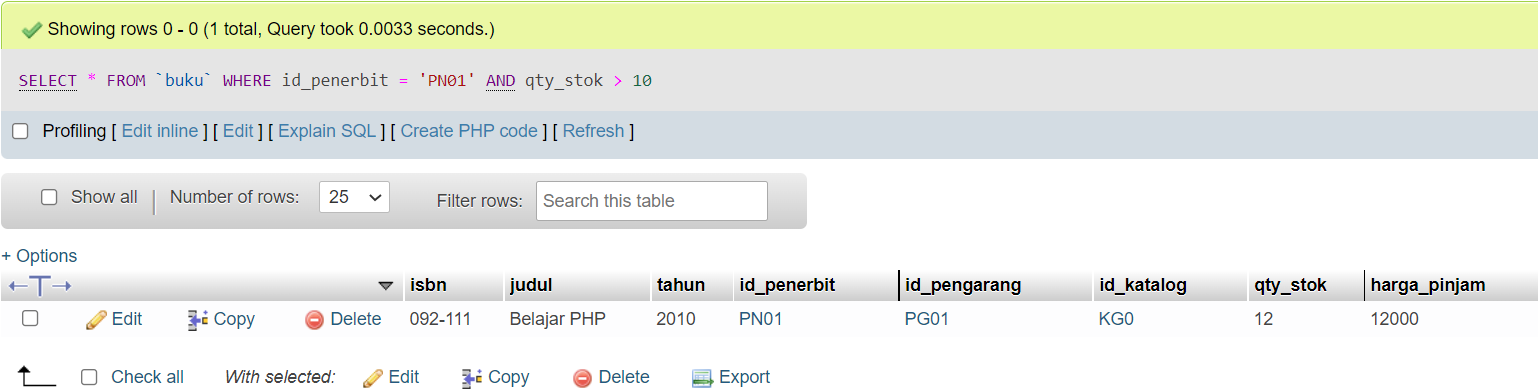 Showing rows 0 - 0 (1 total, Query took 0.0033 seconds.)
SELECT * FROM `buku` WHERE id_penerbit = 'PN01' AND qty_stok > 10
Profiling [ Edit inline ] [ Edit ] [ Explain SQL ] [ Create PHP code ] [ Refresh ]
Show all | Number of rows: 25 Filter rows: Search this table
+ Options
←T→ isbn judul tahun id_penerbit id_pengarang id_katalog qty_stok harga_pinjam
Edit Copy Delete 092-111 Belajar PHP 2010 PN01 PG01 KG0 12 12000
Check all With selected: Edit Copy Delete Export